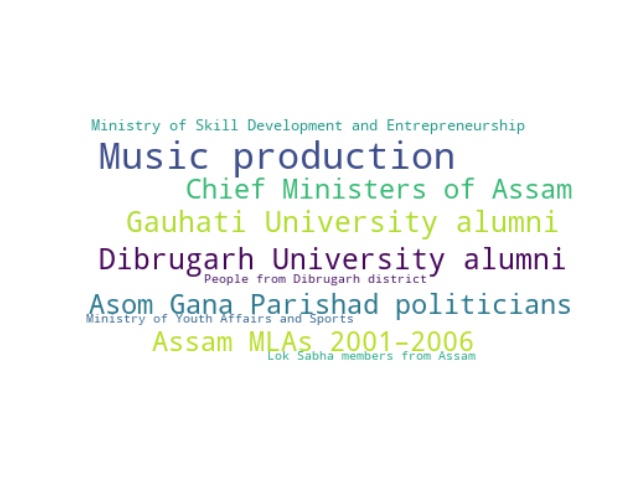 Ministry of Skill Development and Entrepreneurship
Music production
Chief Ministers of Assam
Gauhati University alumni
Dibrugarh University alumni
People from Dibrugarh district
Asom Gana Parishad politicians
Ministry of Youth Affairs and Sports
Assam MLAs 2001–2006
Lok Sabha members from Assam